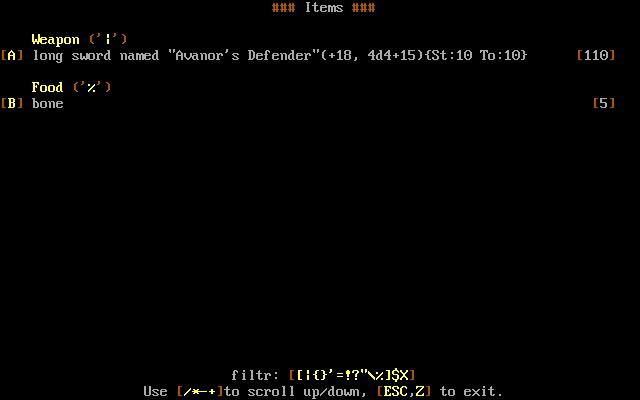 ### Items ###
Weapon ('|')
[A] long sword named "Avanor's Defender"(+18, 4d4+15){St:10 To:10} [110]
Food ('%')
[B] bone [5]
filtr: [[|{}'=!?"\%]$X]
Use [/*-+]to scroll up/down, [ESC,Z] to exit.